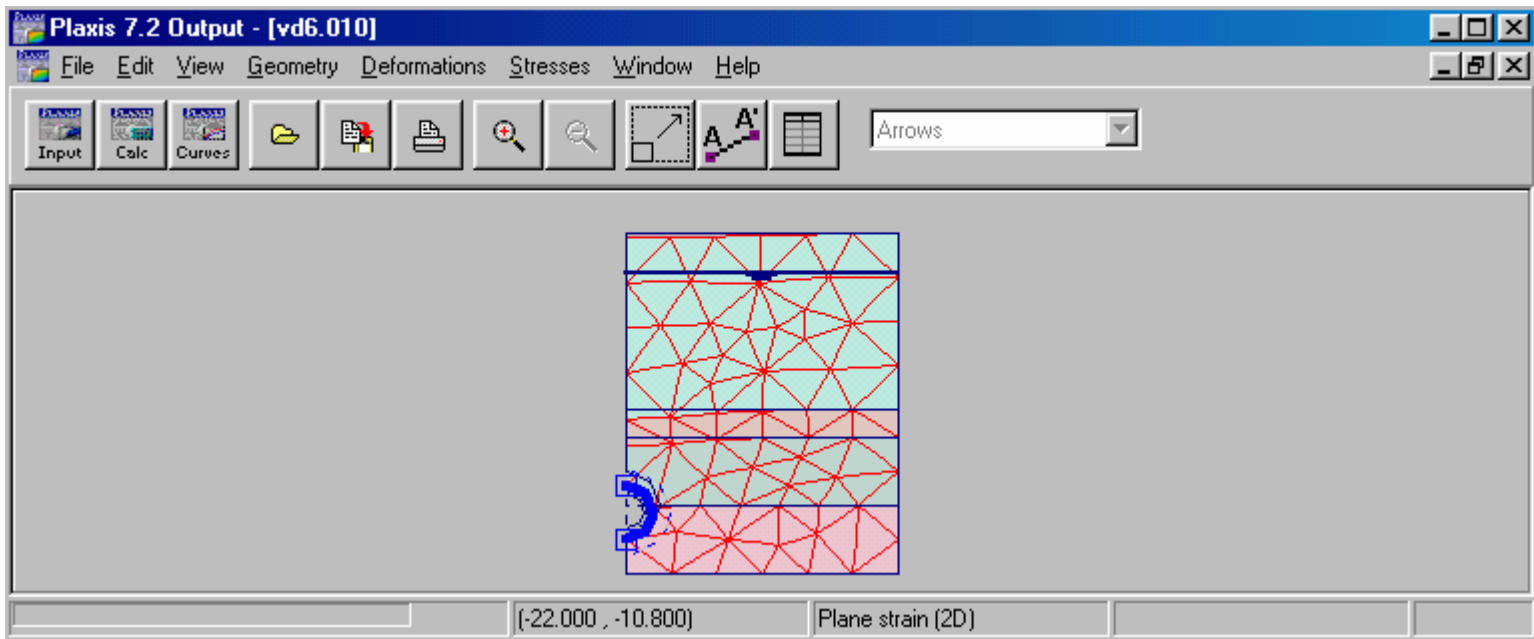 Plaxis 7.2 Output - [vd6.010]
File Edit View Geometry Deformations Stresses Window Help
Input Calc Curves A A' Arrows
(-22.000 , -10.800) Plane strain (2D)